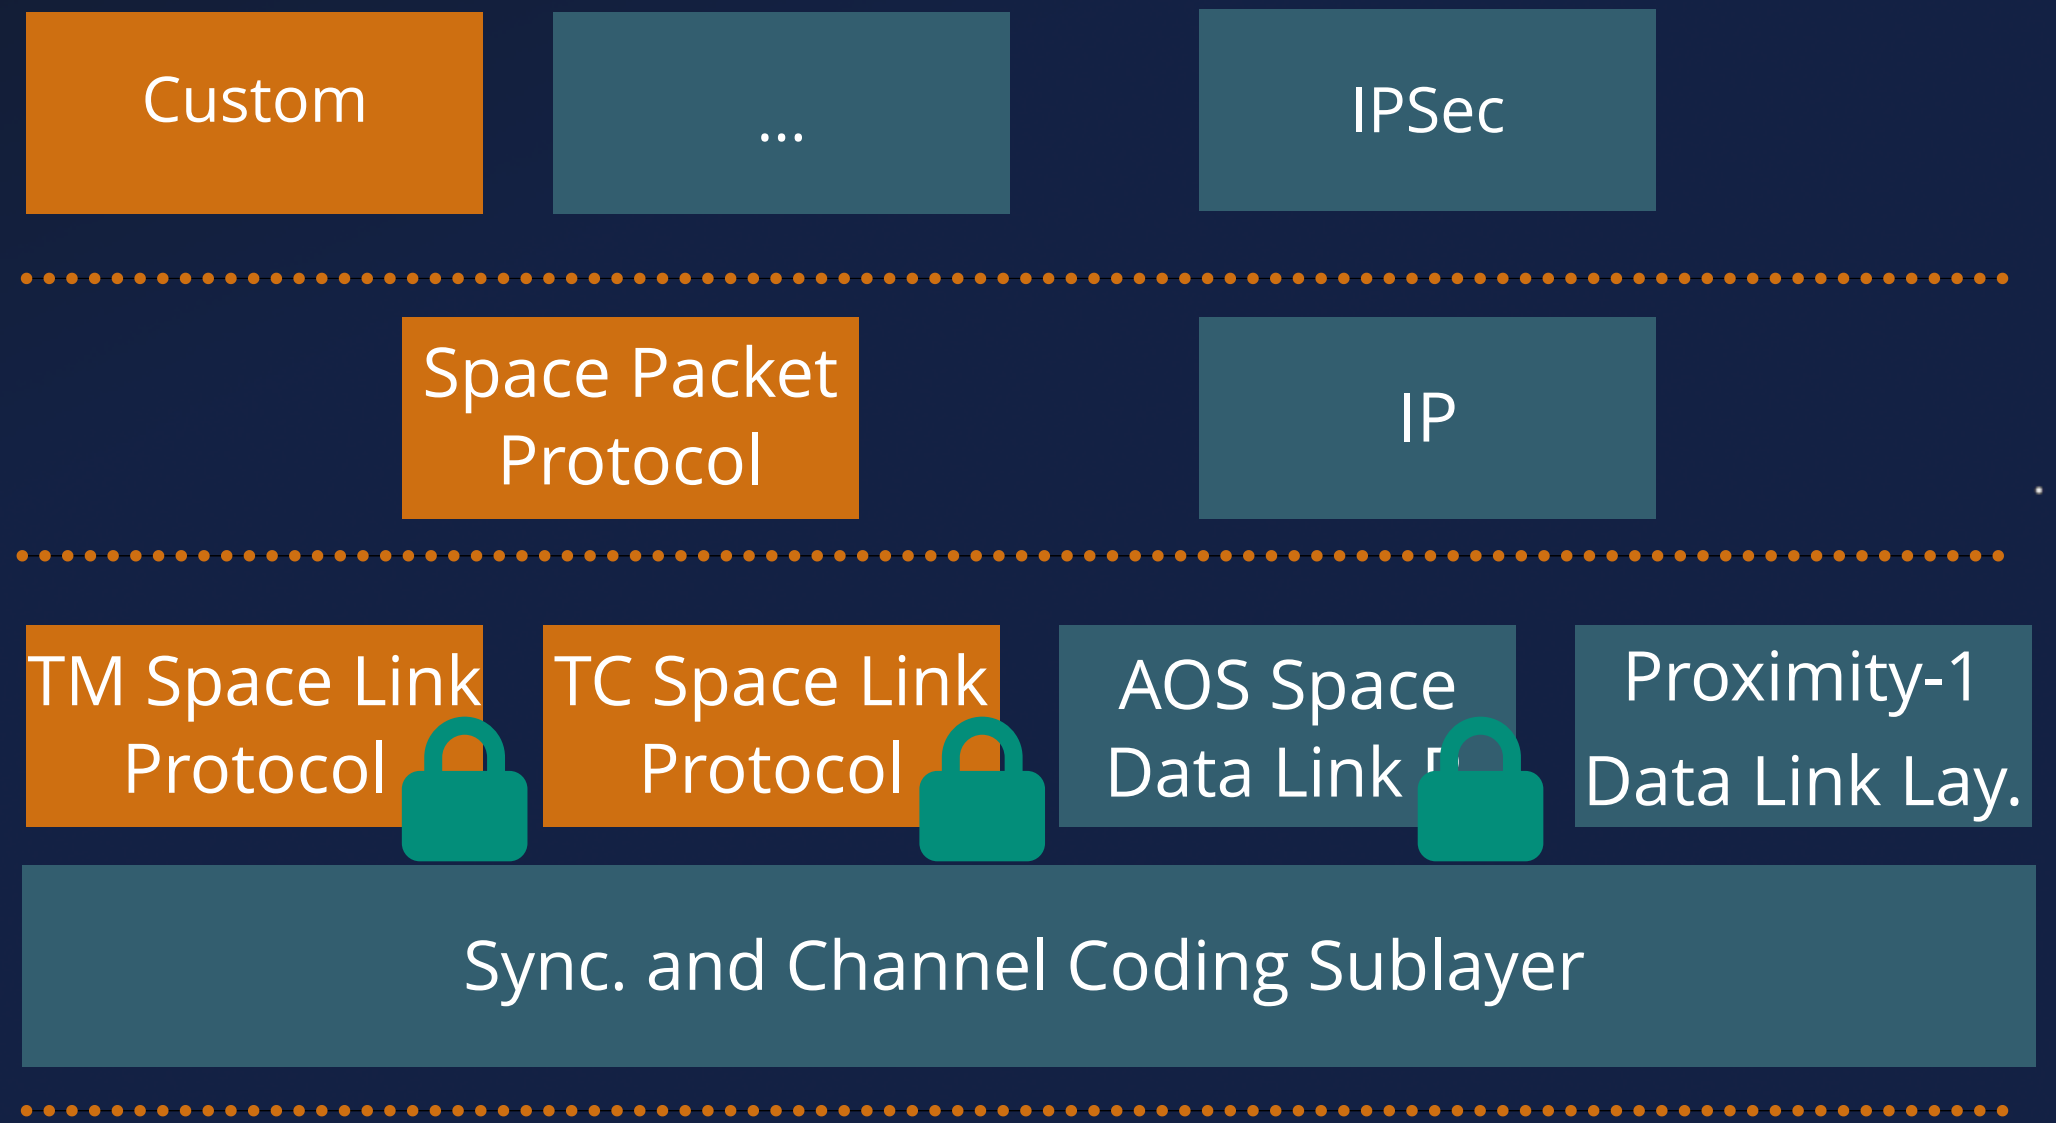 Custom
...
IPSec
Space Packet
Protocol
IP
TM Space Link
Protocol
TC Space Link
Protocol
AOS Space
Data Link
Proximity-1
Data Link Lay.
Sync. and Channel Coding Sublayer